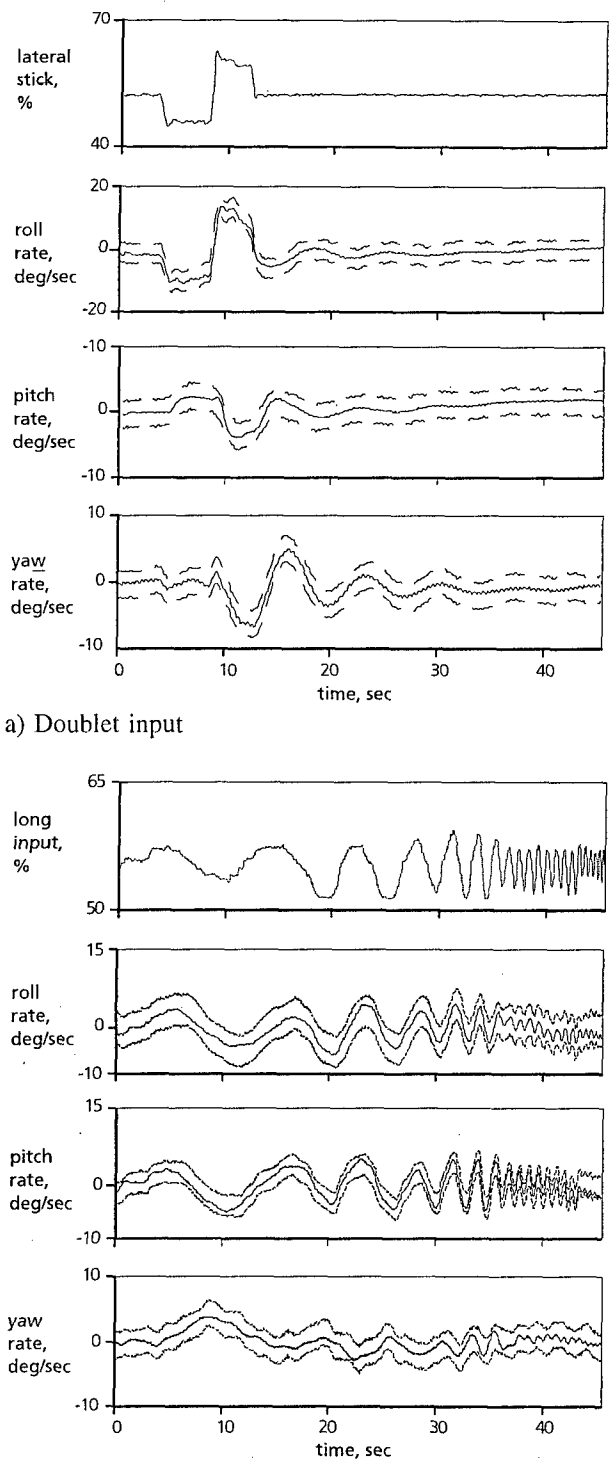 70
lateral
stick,
%
40
20
roll
rate,
deg/sec
0
-20
-10
pitch
rate,
deg/sec
0
-10
10
yaw
rate,
deg/sec
0
-10
0 10 20 30 40
time, sec
a) Doublet input
65
long
input,
%
50
15
roll
rate,
deg/sec
0
-10
15
pitch
rate,
deg/sec
0
-10
10
yaw
rate,
deg/sec
0
-10
0 10 20 30 40
time, sec